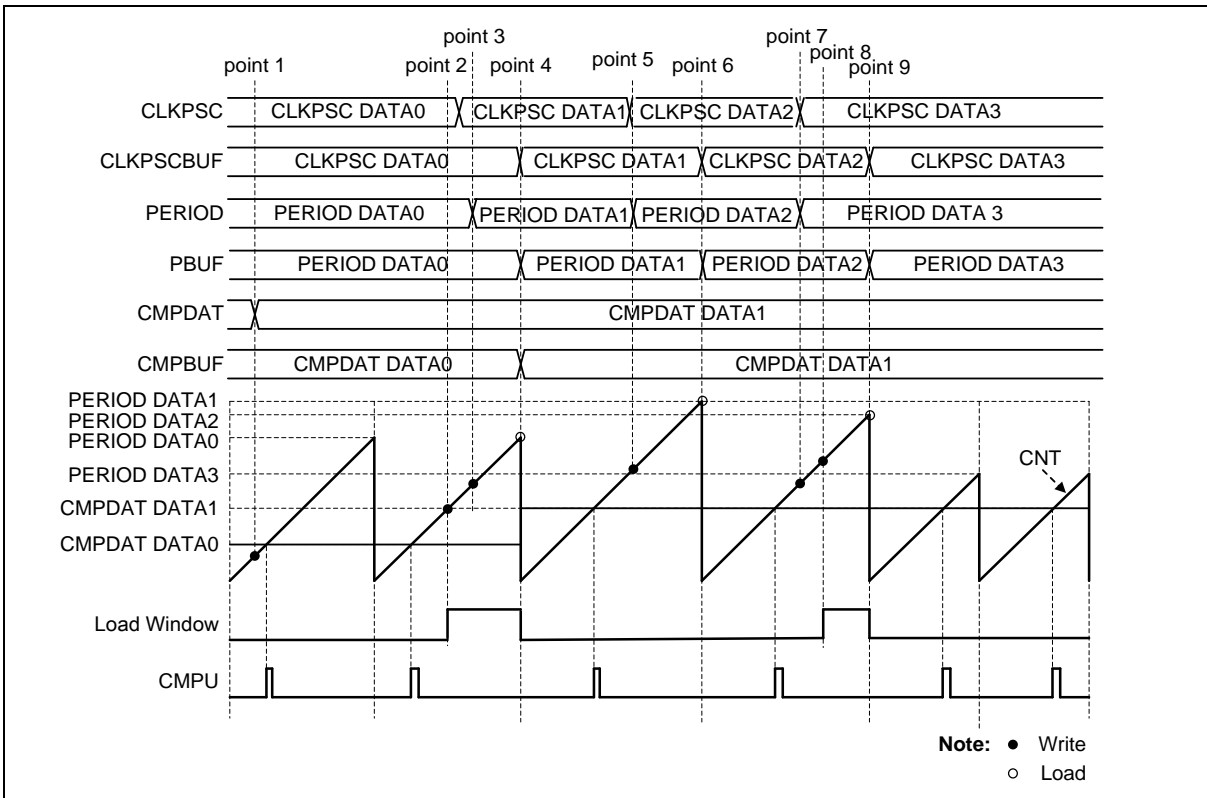 point 3
point 7
point 1
point 2
point 4
point 5
point 6
point 8
point 9
CLKPSC
CLKPSC DATA0
CLKPSC DATA1
CLKPSC DATA2
CLKPSC DATA3
CLKPSCBUF
CLKPSC DATA0
CLKPSC DATA1
CLKPSC DATA2
CLKPSC DATA3
PERIOD
PERIOD DATA0
PERIOD DATA1
PERIOD DATA2
PERIOD DATA 3
PBUF
PERIOD DATA0
PERIOD DATA1
PERIOD DATA2
PERIOD DATA3
CMPDAT
CMPDAT DATA1
CMPBUF
CMPDAT DATA0
CMPDAT DATA1
PERIOD DATA1
PERIOD DATA2
PERIOD DATA0
PERIOD DATA3
CNT
CMPDAT DATA1
CMPDAT DATA0
Load Window
CMPU
Note: ● Write
○ Load